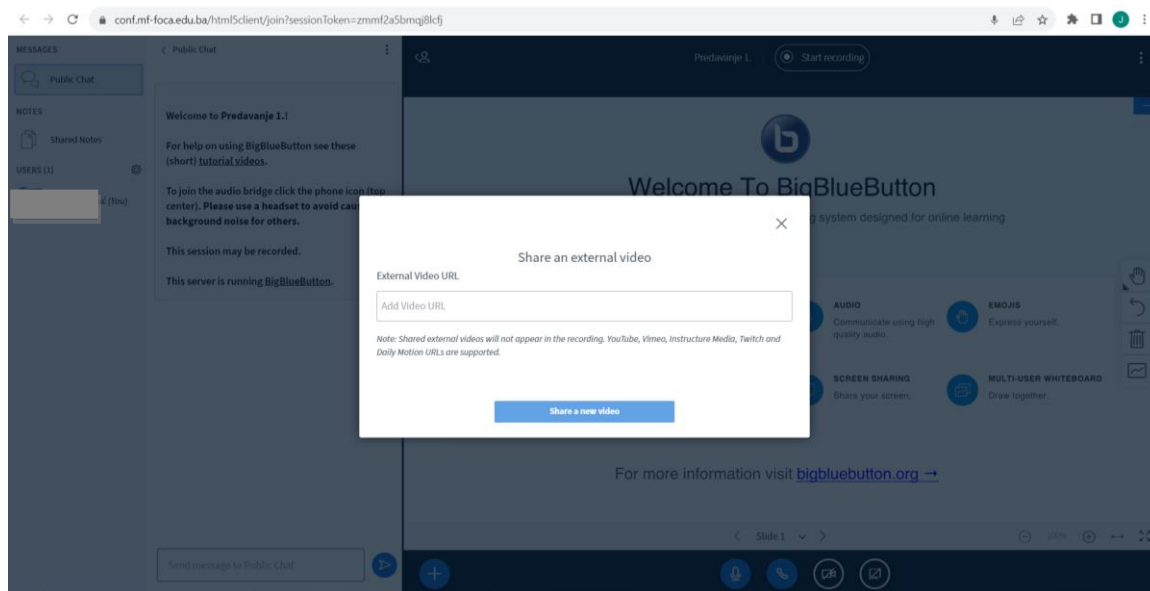 conf.mf-foca.edu.ba/html5client/join?sessionToken=zmmf2a5bmqj8lcfj
J
MESSAGES
Public Chat
NOTES
Shared Notes
USERS (1)
(You)
Public Chat
Welcome to Predavanje 1.!
For help on using BigBlueButton see these
(short) tutorial videos.
To join the audio bridge click the phone icon (top
center). Please use a headset to avoid
background noise for others.
This session may be recorded.
This server is running BigBlueButton.
Send message to Public Chat
Predavanje 1.
Start recording
b
Welcome To BigBlueButton
system designed for online learning
AUDIO
Communicate using high
quality audio.
EMOJIS
Express yourself.
SCREEN SHARING
Share your screen.
MULTI-USER WHITEBOARD
Draw together.
For more information visit bigbluebutton.org →
Slide 1
100%
Share an external video
External Video URL
Add Video URL
Note: Shared external videos will not appear in the recording. YouTube, Vimeo, Instructure Media, Twitch and
Daily Motion URLs are supported.
Share a new video